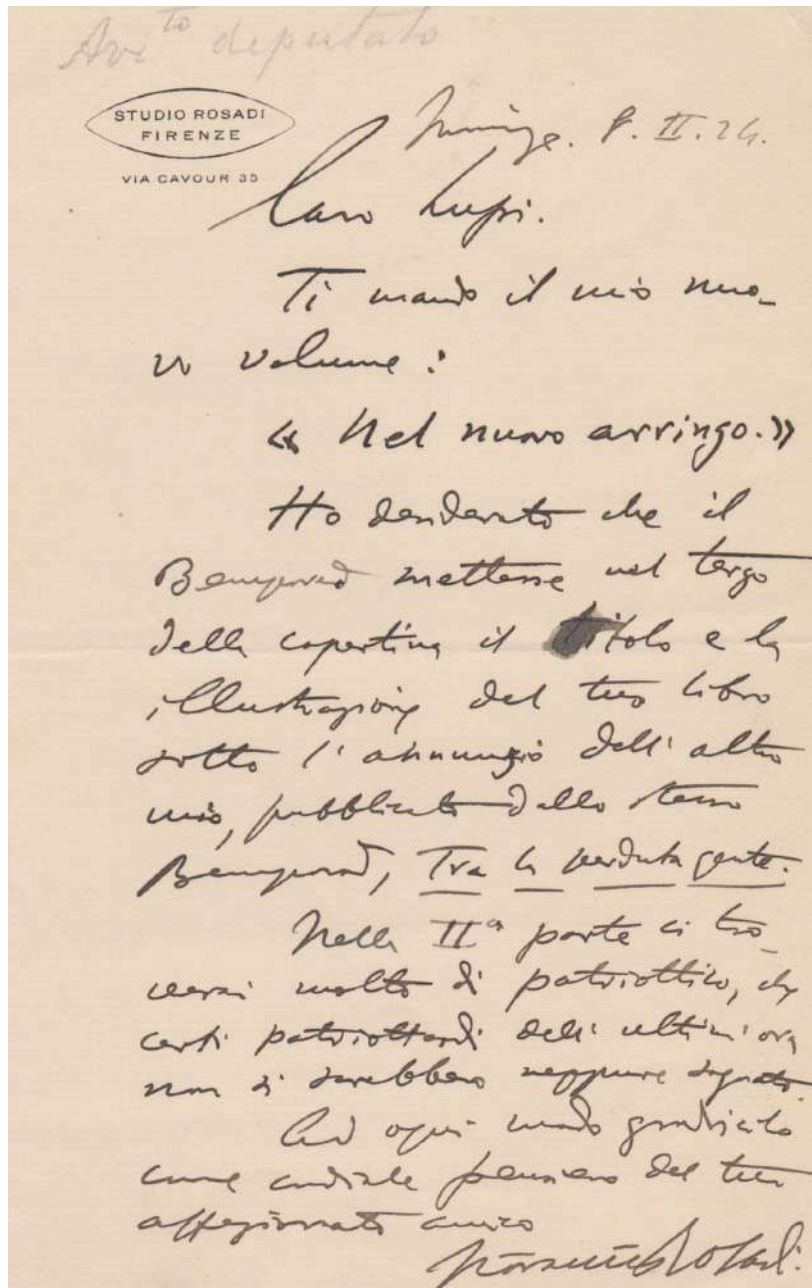 Avv.to deputato
STUDIO ROSADI
FIRENZE
VIA CAVOUR 35
Firenze. 8. II. 24.
Caro Lupi.
Ti mando il mio nuo-
vo volume:
« Nel nuovo arringo.»
Ho desiderato che il
Bemporad mettesse nel tergo
della copertina il titolo e la
illustrazione del tuo libro
sotto l'annunzio dell'altro
mio, pubblicato dallo stesso
Bemporad, Tra la perduta gente.
Nella IIª parte ci tro-
verai molto di patriottico, che
certi patriottardi dell'ultim'ora
non si sarebbero neppure sognato.
Ad ogni modo gradiscilo
come cordiale pensiero del tuo
affezionato amico
Rosadi.